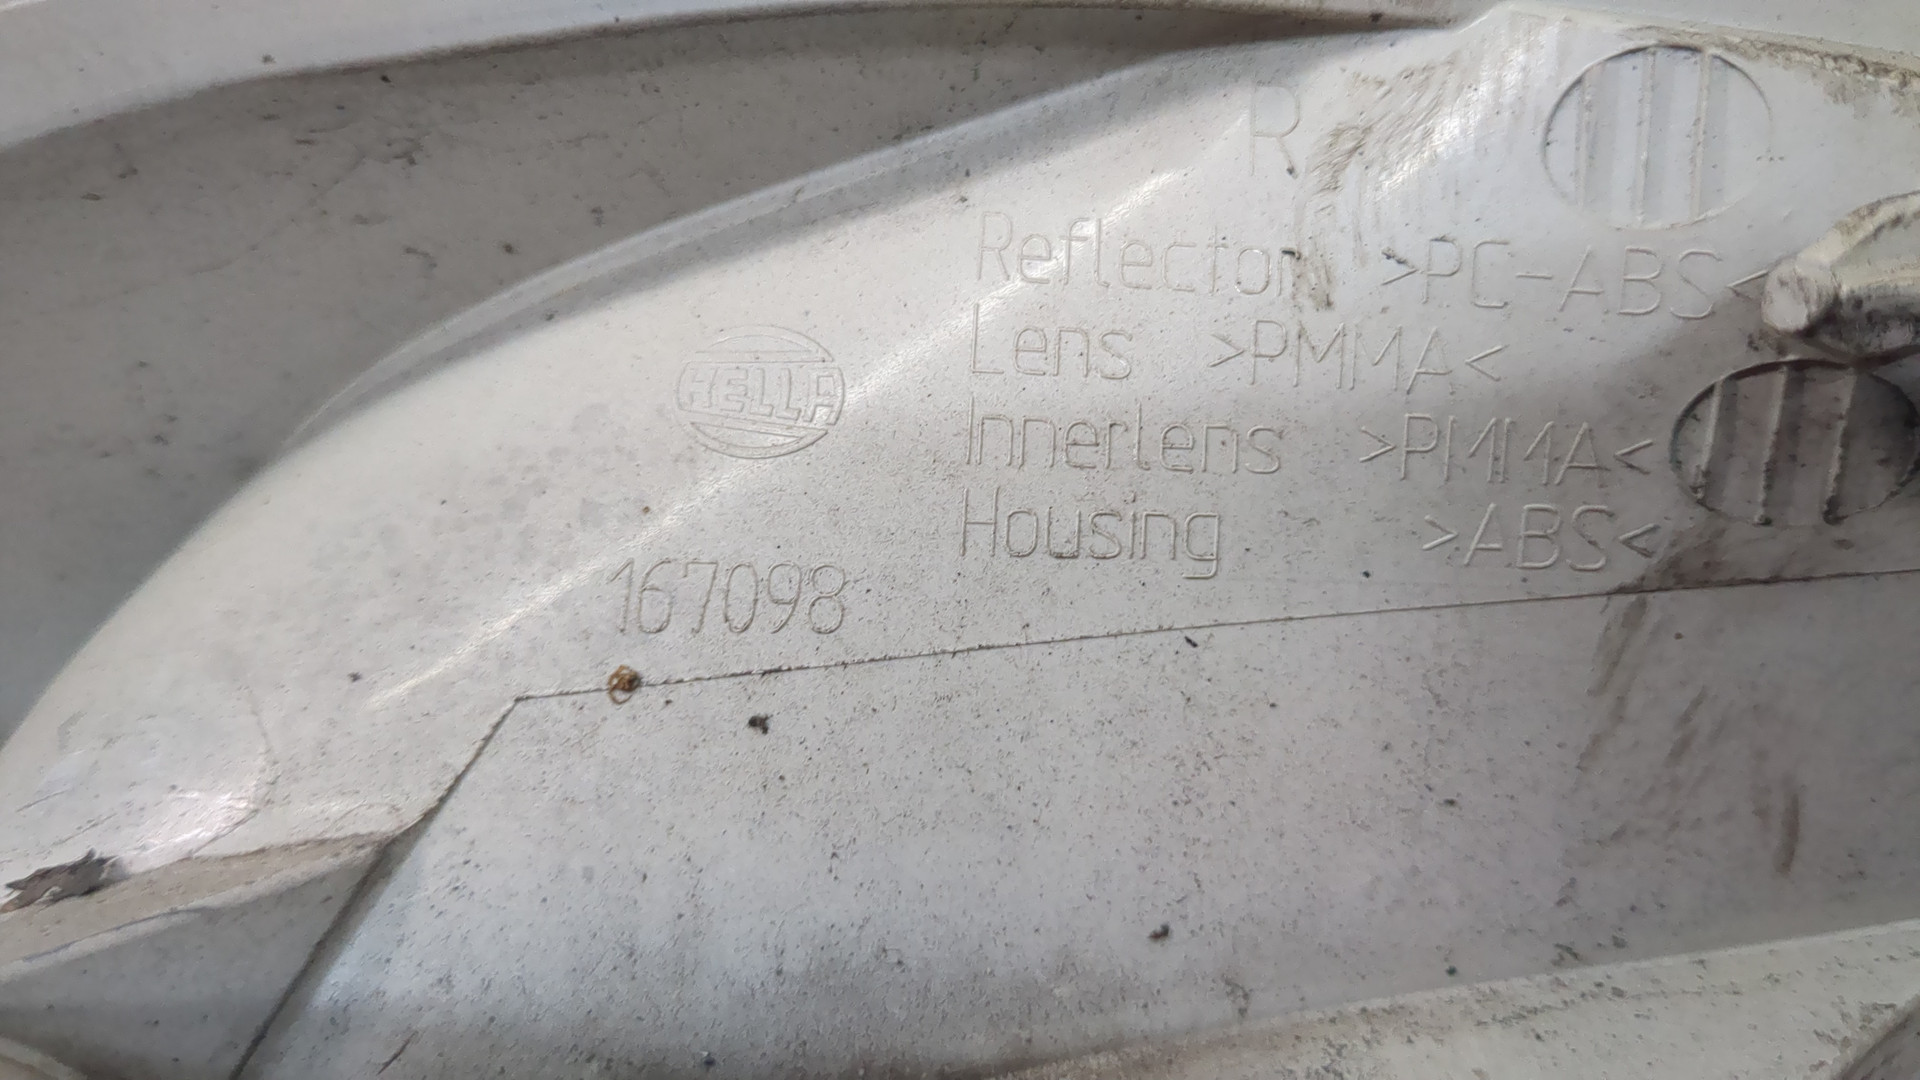 R
Reflector >PC-ABS<
Lens >PMMA<
HELLA
Innerlens >PMMA<
Housing >ABS<
167098